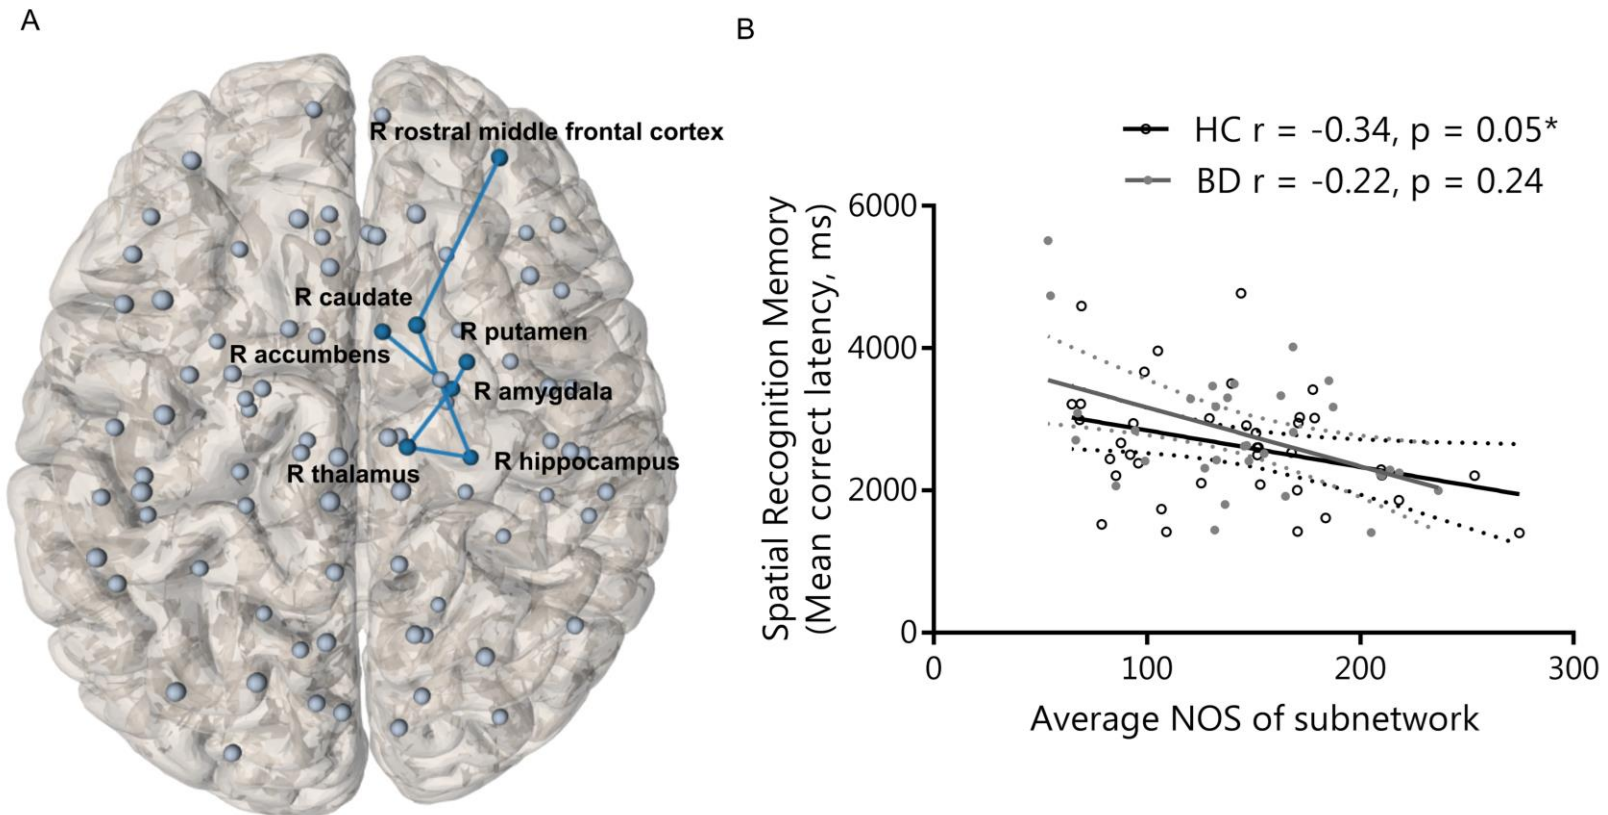 A
R rostral middle frontal cortex
R caudate
R putamen
R accumbens
R amygdala
R thalamus
R hippocampus
B
HC r = -0.34, p = 0.05*
BD r = -0.22, p = 0.24
Spatial Recognition Memory
(Mean correct latency, ms)
6000
4000
2000
0
0 100 200 300
Average NOS of subnetwork